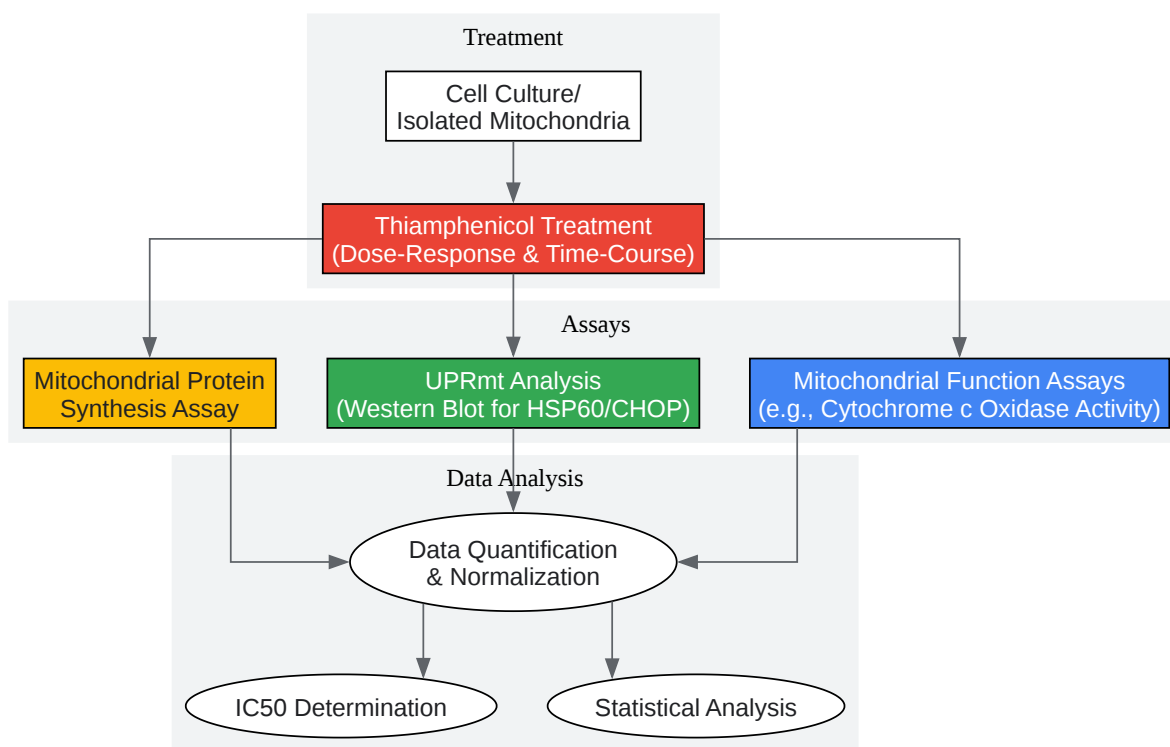 Treatment
Cell Culture/
Isolated Mitochondria
Thiamphenicol Treatment
(Dose-Response & Time-Course)
Assays
Mitochondrial Protein
Synthesis Assay
UPRmt Analysis
(Western Blot for HSP60/CHOP)
Mitochondrial Function Assays
(e.g., Cytochrome c Oxidase Activity)
Data Analysis
Data Quantification
& Normalization
IC50 Determination
Statistical Analysis